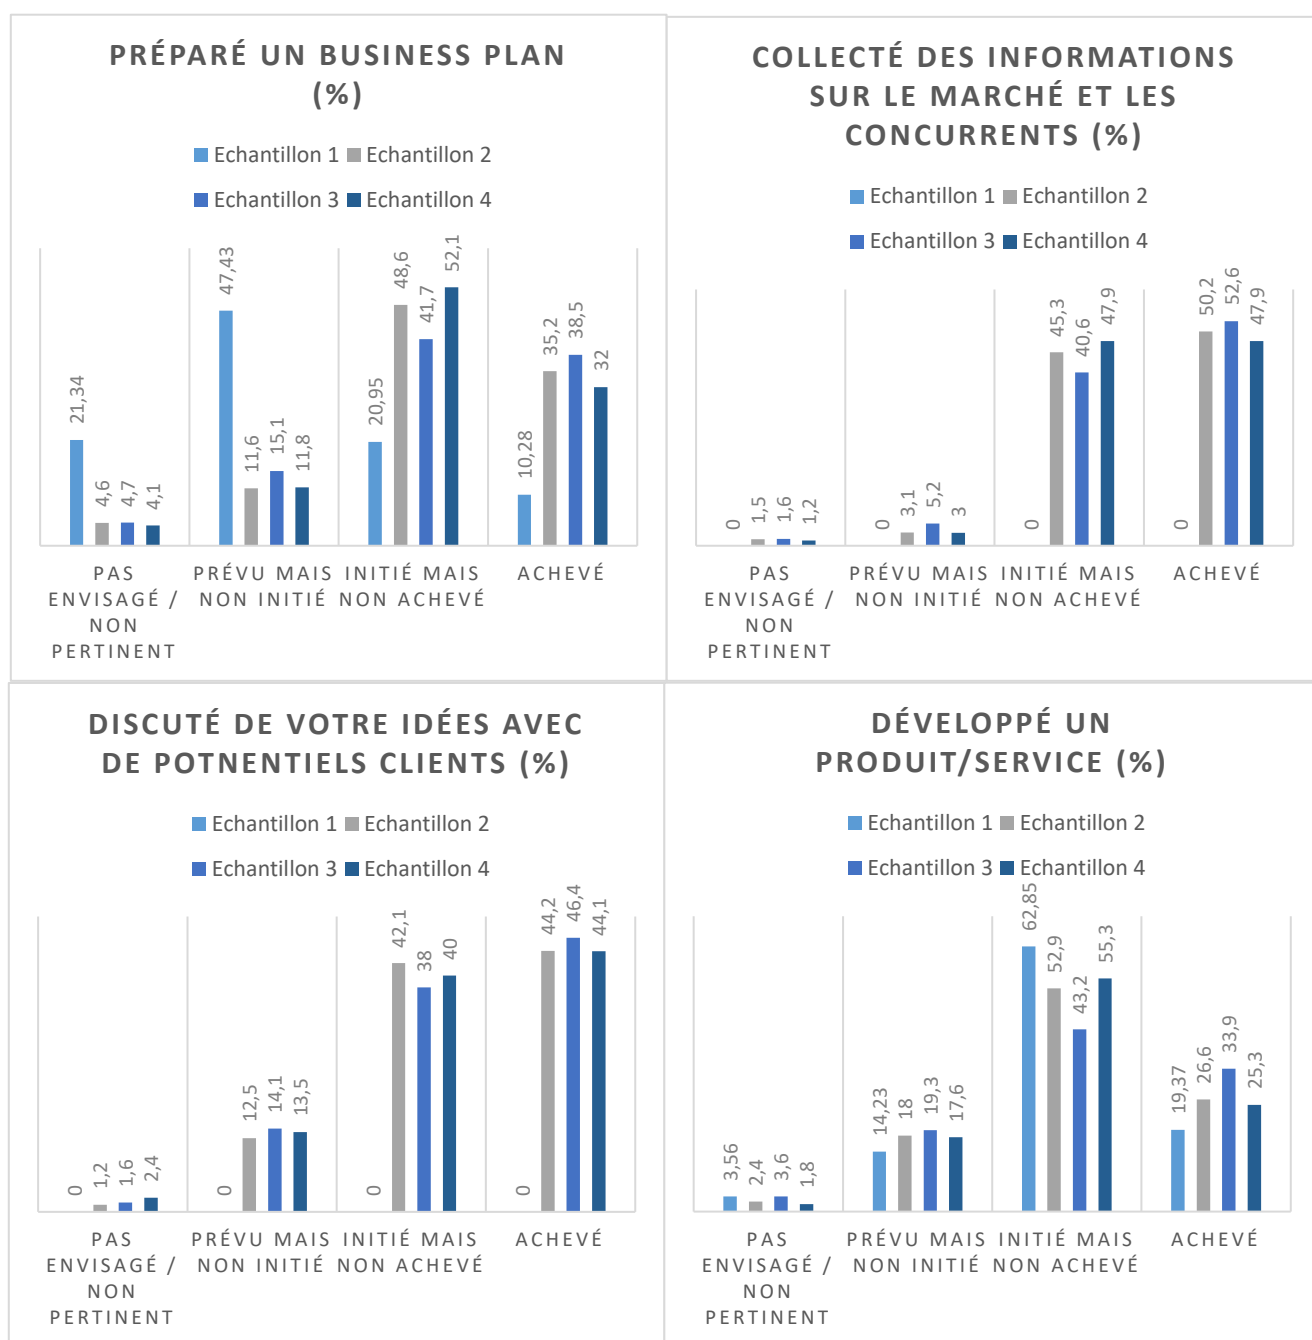 PRÉPARÉ UN BUSINESS PLAN
(%)
Echantillon 1 Echantillon 2
Echantillon 3 Echantillon 4
21,34
4,6
4,7
4,1
47,43
11,6
15,1
11,8
20,95
48,6
41,7
52,1
10,28
35,2
38,5
32
PAS
ENVISAGÉ /
NON
PERTINENT
PRÉVU MAIS
NON INITIÉ
INITIÉ MAIS
NON ACHEVÉ
ACHEVÉ
COLLECTÉ DES INFORMATIONS
SUR LE MARCHÉ ET LES
CONCURRENTS (%)
Echantillon 1 Echantillon 2
Echantillon 3 Echantillon 4
0
1,5
1,6
1,2
0
3,1
5,2
3
0
45,3
40,6
47,9
0
50,2
52,6
47,9
PAS
ENVISAGÉ /
NON
PERTINENT
PRÉVU MAIS
NON INITIÉ
INITIÉ MAIS
NON ACHEVÉ
ACHEVÉ
DISCUTÉ DE VOTRE IDÉES AVEC
DE POTNENTIELS CLIENTS (%)
Echantillon 1 Echantillon 2
Echantillon 3 Echantillon 4
0
1,2
1,6
2,4
0
12,5
14,1
13,5
0
42,1
38
40
0
44,2
46,4
44,1
PAS
ENVISAGÉ /
NON
PERTINENT
PRÉVU MAIS
NON INITIÉ
INITIÉ MAIS
NON ACHEVÉ
ACHEVÉ
DÉVELOPPÉ UN
PRODUIT/SERVICE (%)
Echantillon 1 Echantillon 2
Echantillon 3 Echantillon 4
3,56
2,4
3,6
1,8
14,23
18
19,3
17,6
62,85
52,9
43,2
55,3
19,37
26,6
33,9
25,3
PAS
ENVISAGÉ /
NON
PERTINENT
PRÉVU MAIS
NON INITIÉ
INITIÉ MAIS
NON ACHEVÉ
ACHEVÉ